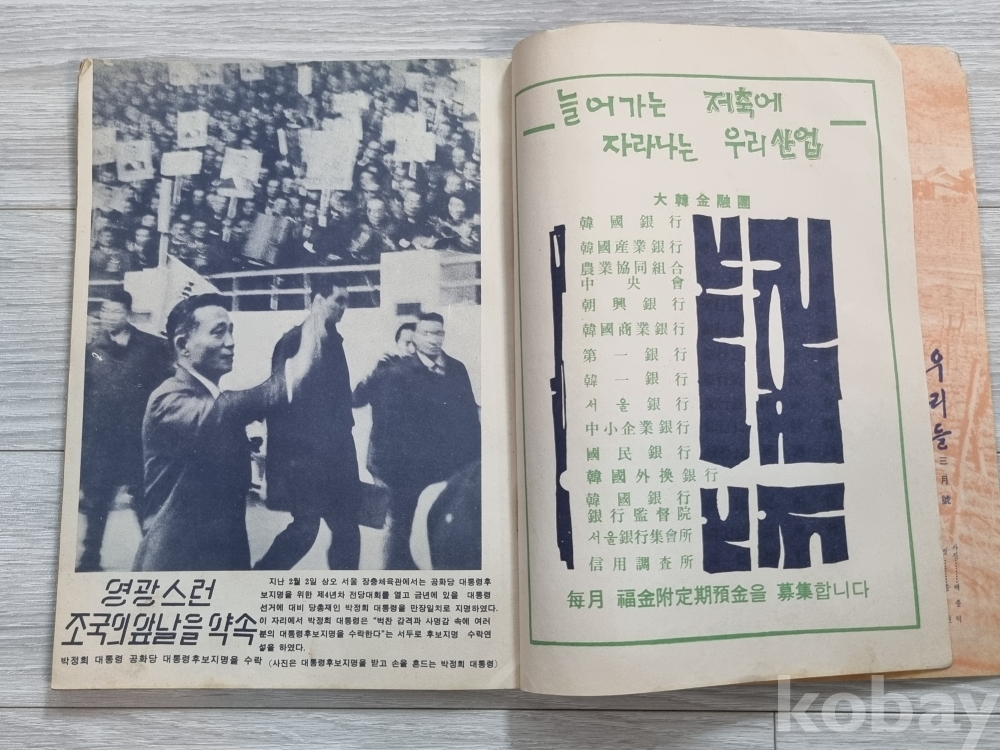 영광스런
조국의 앞날을 약속
박정희 대통령 공화당 대통령후보지명을 수락
지난 2월 2일 상오 서울 장충체육관에서는 공화당 대통령후
보지명을 위한 제4년차 전당대회를 열고 금년에 있을 대통령
선거에 대비 당총재인 박정희 대통령을 만장일치로 지명하였다.
이 자리에서 박정희 대통령은 "벅찬 감격과 사명감 속에 여러
분의 대통령후보지명을 수락한다"는 서두로 후보지명 수락연
설을 하였다.
(사진은 대통령후보지명을 받고 손을 흔드는 박정희 대통령)
늘어가는 저축에
자라나는 우리 산업
大韓金融團
韓國銀行
韓國産業銀行
農業協同組合
中央會
朝興銀行
韓國商業銀行
第一銀行
韓一銀行
서울銀行
中小企業銀行
國民銀行
韓國外換銀行
韓國銀行
銀行監督院
서울銀行集會所
信用調査所
每月 福金附定期預金을 募集합니다
우리들
三月號
kobay